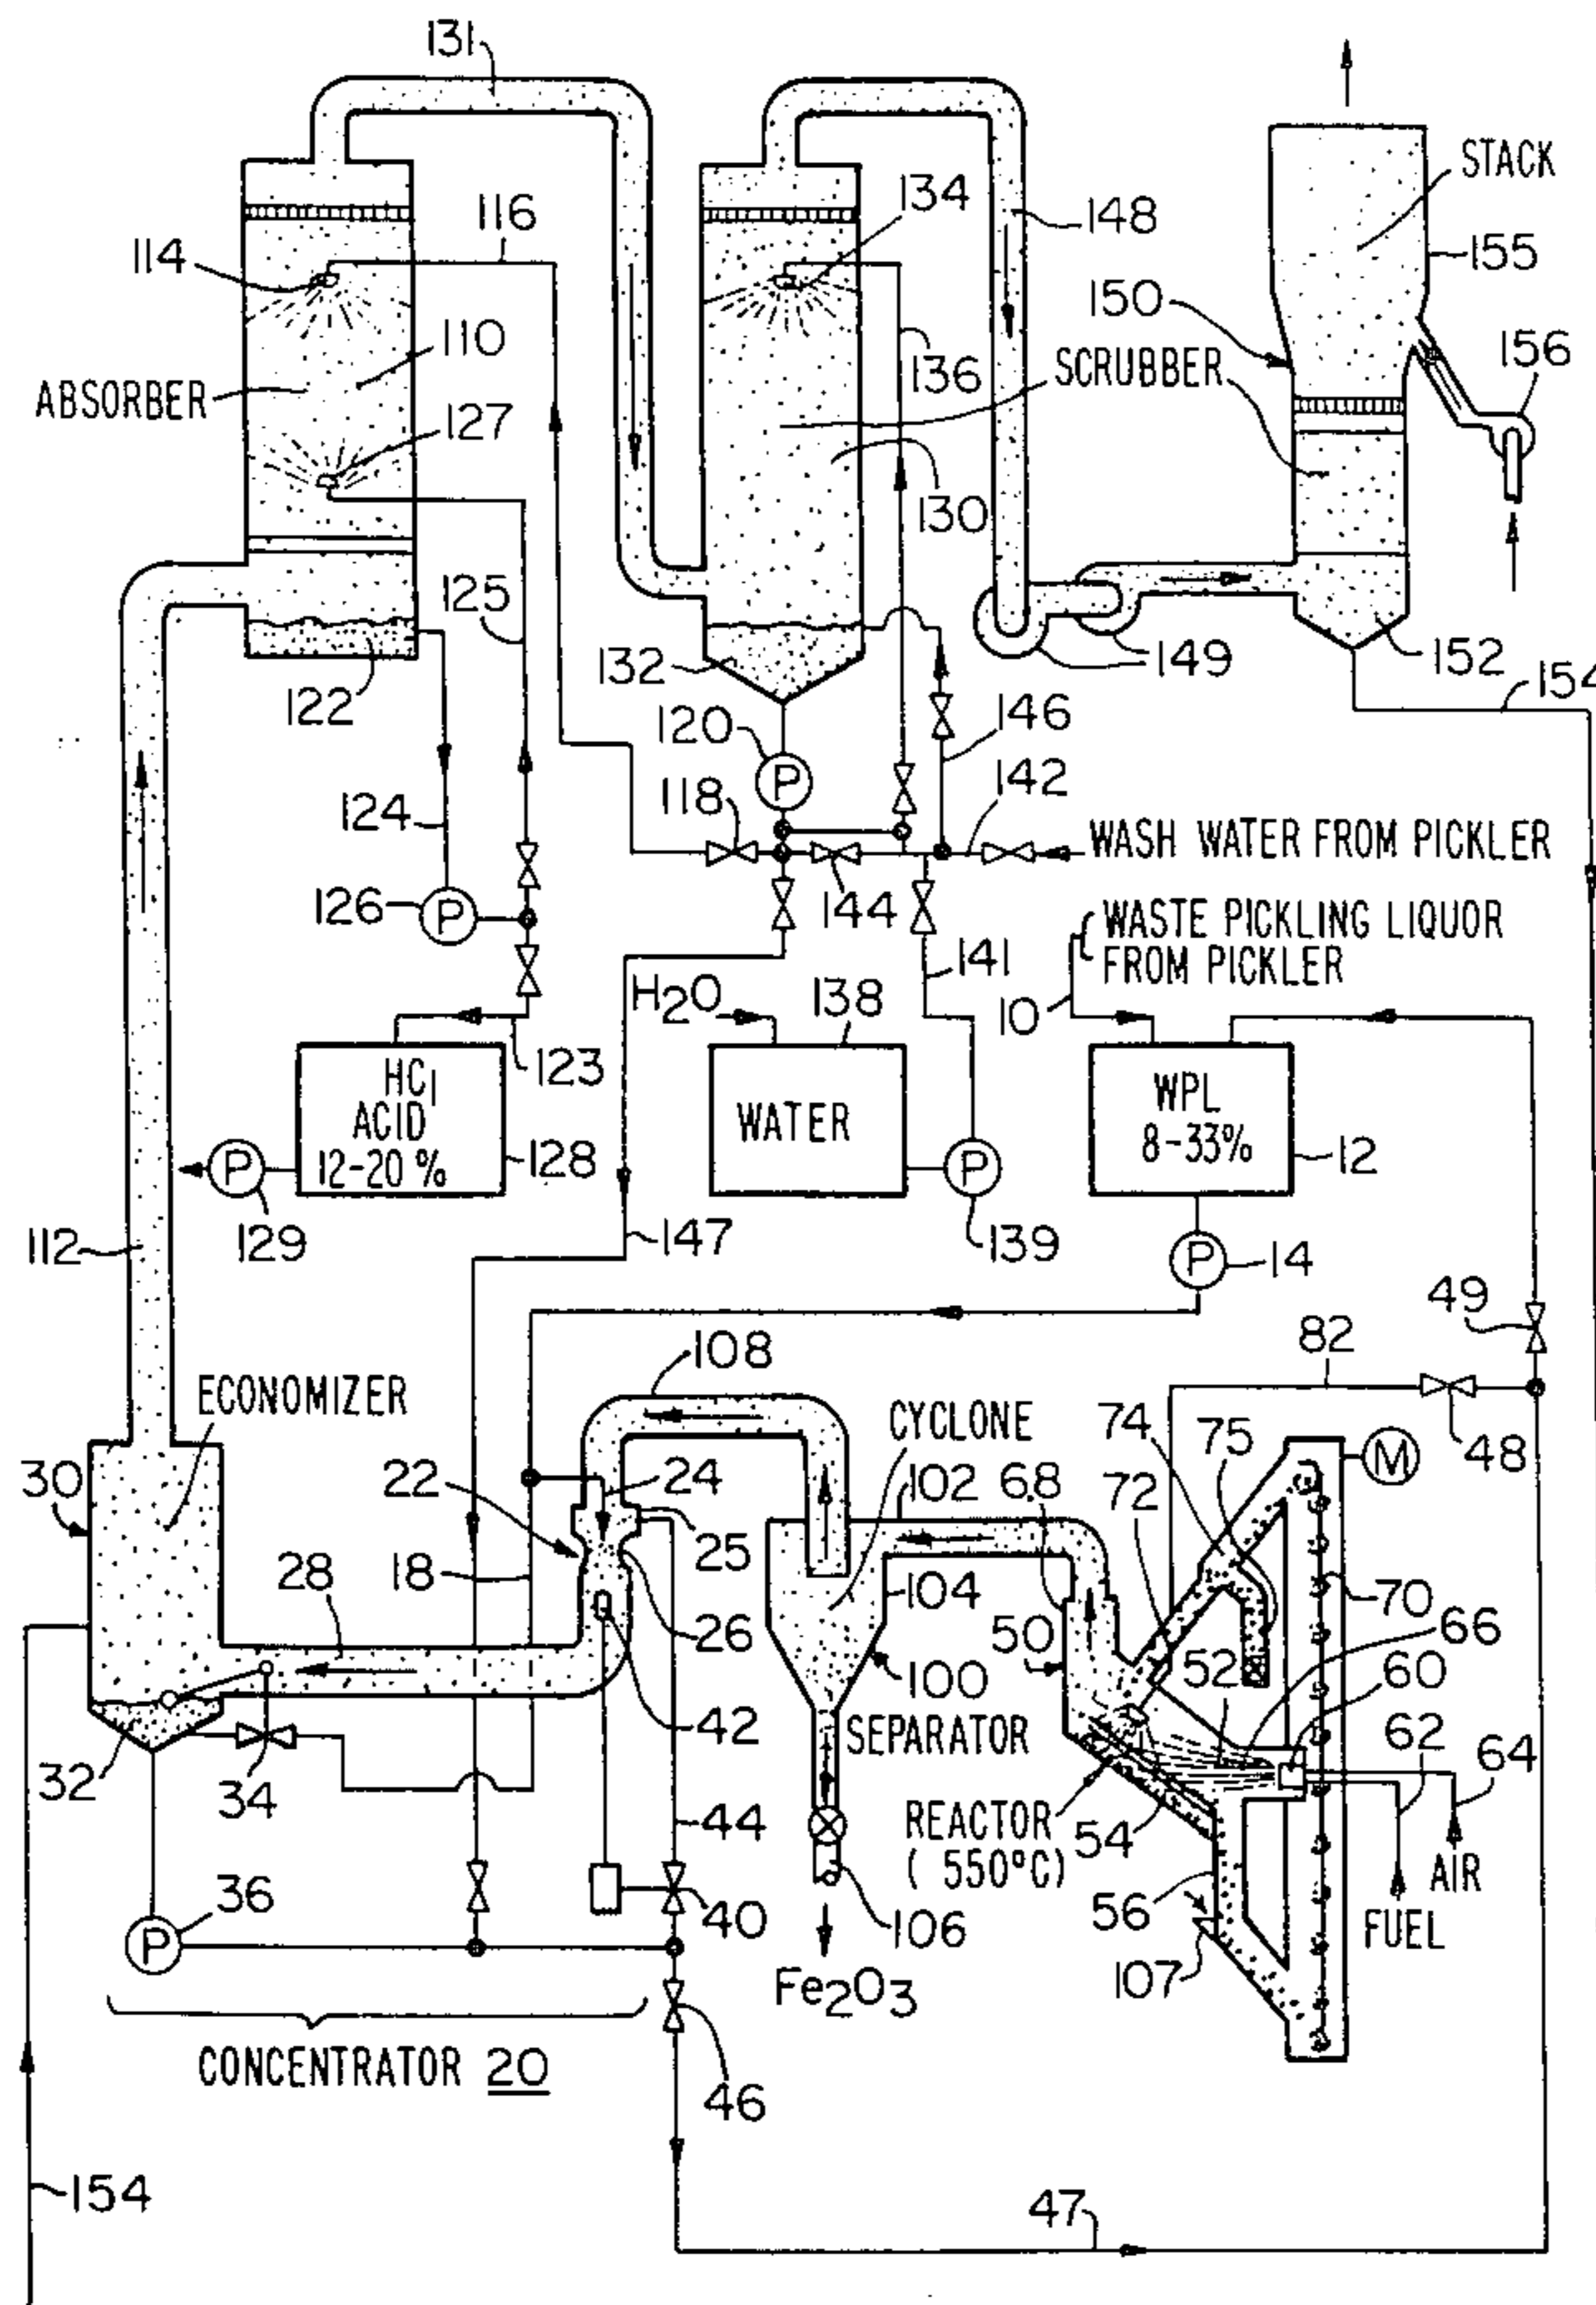 131
116
134
148
STACK
155
114
110
150
156
ABSORBER
136
SCRUBBER
127
130
125
122
132
149
152
154
120
146
142
118
124
WASH WATER FROM PICKLER
126
144
WASTE PICKLING LIQUOR
FROM PICKLER
141
H2O
138
10
123
HCl
ACID
12-20 %
128
WATER
WPL
8-33%
12
129
112
147
139
14
49
82
108
ECONOMIZER
CYCLONE
74
75
48
M
30
22
24
102
68
72
25
28
18
104
70
26
50
52
66
60
100
SEPARATOR
42
62
64
32
34
REACTOR
( 550°C)
54
44
AIR
36
40
56
FUEL
106
107
Fe2O3
CONCENTRATOR 20
46
154
47
P
P
P
P
P
P